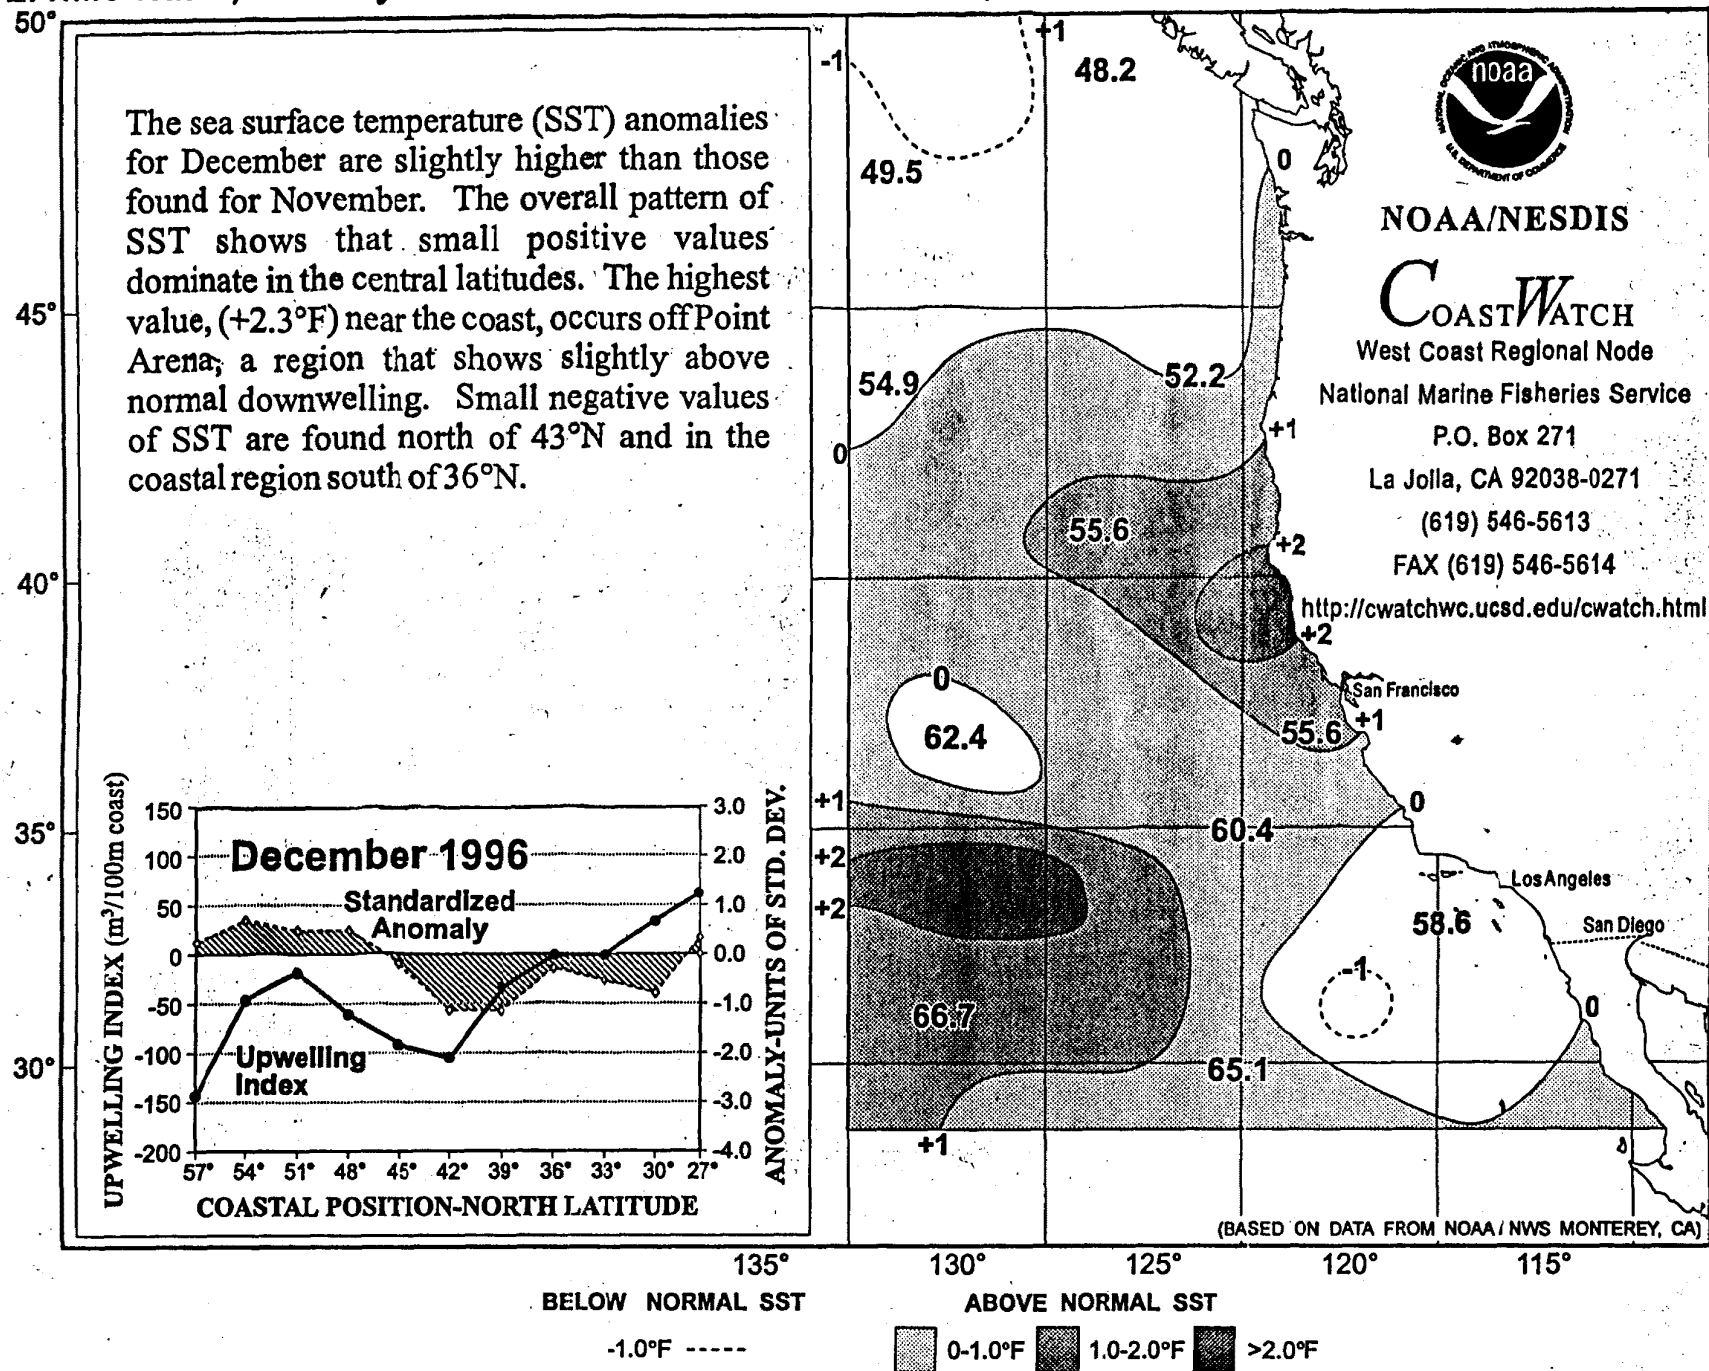 50°
45°
40°
35°
30°
The sea surface temperature (SST) anomalies
for December are slightly higher than those
found for November. The overall pattern of
SST shows that small positive values
dominate in the central latitudes. The highest
value, (+2.3°F) near the coast, occurs off Point
Arena, a region that shows slightly above
normal downwelling. Small negative values
of SST are found north of 43°N and in the
coastal region south of 36°N.
UPWELLING INDEX (m³/100m coast)
150
100
50
0
-50
-100
-150
-200
December 1996
Standardized
Anomaly
Upwelling
Index
3.0
2.0
1.0
0.0
-1.0
-2.0
-3.0
-4.0
ANOMALY-UNITS OF STD. DEV.
57° 54° 51° 48° 45° 42° 39° 36° 33° 30° 27°
COASTAL POSITION-NORTH LATITUDE
-1
+1
48.2
49.5
0
54.9
52.2
0
+1
55.6
+2
+2
0
62.4
San Francisco
+1
55.6
+1
0
60.4
+2
+2
Los Angeles
58.6
San Diego
-1
0
66.7
65.1
+1
NATIONAL OCEANIC AND ATMOSPHERIC ADMINISTRATION
noaa
U.S. DEPARTMENT OF COMMERCE
NOAA/NESDIS
COASTWATCH
West Coast Regional Node
National Marine Fisheries Service
P.O. Box 271
La Jolla, CA 92038-0271
(619) 546-5613
FAX (619) 546-5614
http://cwatchwc.ucsd.edu/cwatch.html
(BASED ON DATA FROM NOAA/NWS MONTEREY, CA)
135° 130° 125° 120° 115°
BELOW NORMAL SST
-1.0°F -----
ABOVE NORMAL SST
0-1.0°F 1.0-2.0°F >2.0°F